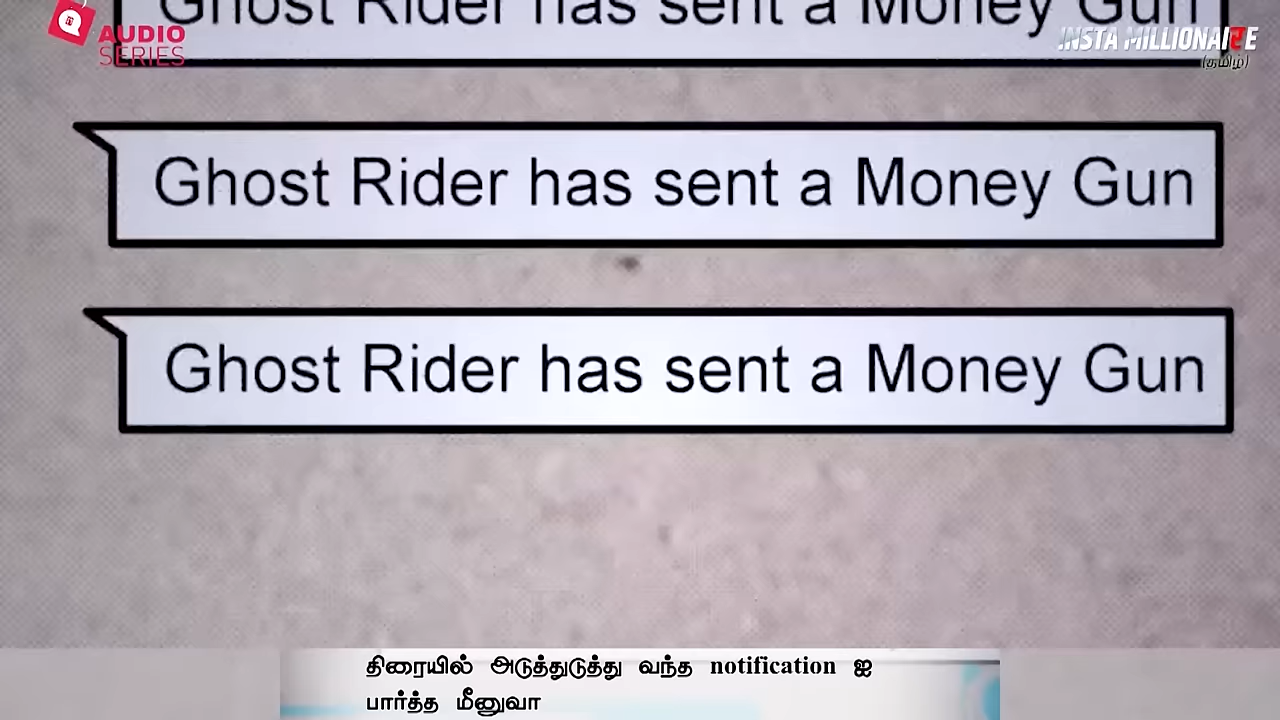 Ghost Rider has sent a Money Gun
AUDIO
SERIES
INSTA MILLIONAIRE
(தமிழ்)
Ghost Rider has sent a Money Gun
Ghost Rider has sent a Money Gun
திரையில் அடுத்துடுத்து வந்த notification ஐ
பார்த்த மீனுவா